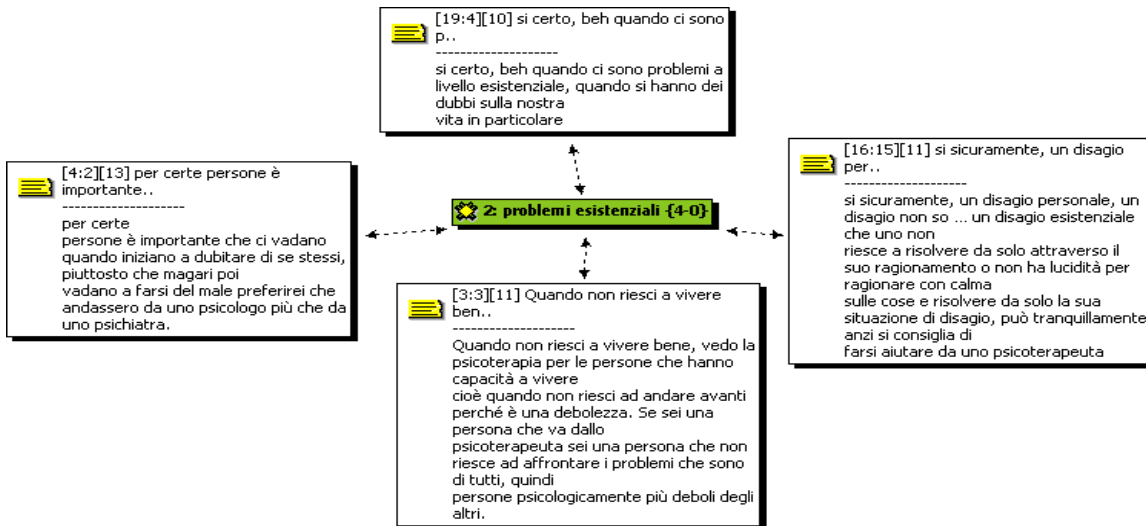 [19:4][10] si certo, beh quando ci sono
p..
--------------------
si certo, beh quando ci sono problemi a
livello esistenziale, quando si hanno dei
dubbi sulla nostra
vita in particolare
[4:2][13] per certe persone è
importante..
--------------------
per certe
persone è importante che ci vadano
quando iniziano a dubitare di se stessi,
piuttosto che magari poi
vadano a farsi del male preferirei che
andassero da uno psicologo più che da
uno psichiatra.
2: problemi esistenziali {4-0}
[16:15][11] si sicuramente, un disagio
per..
--------------------
si sicuramente, un disagio personale, un
disagio non so ... un disagio esistenziale
che uno non
riesce a risolvere da solo attraverso il
suo ragionamento o non ha lucidità per
ragionare con calma
sulle cose e risolvere da solo la sua
situazione di disagio, può tranquillamente
anzi si consiglia di
farsi aiutare da uno psicoterapeuta
[3:3][11] Quando non riesci a vivere
ben..
--------------------
Quando non riesci a vivere bene, vedo la
psicoterapia per le persone che hanno
capacità a vivere
cioè quando non riesci ad andare avanti
perché è una debolezza. Se sei una
persona che va dallo
psicoterapeuta sei una persona che non
riesce ad affrontare i problemi che sono
di tutti, quindi
persone psicologicamente più deboli degli
altri.